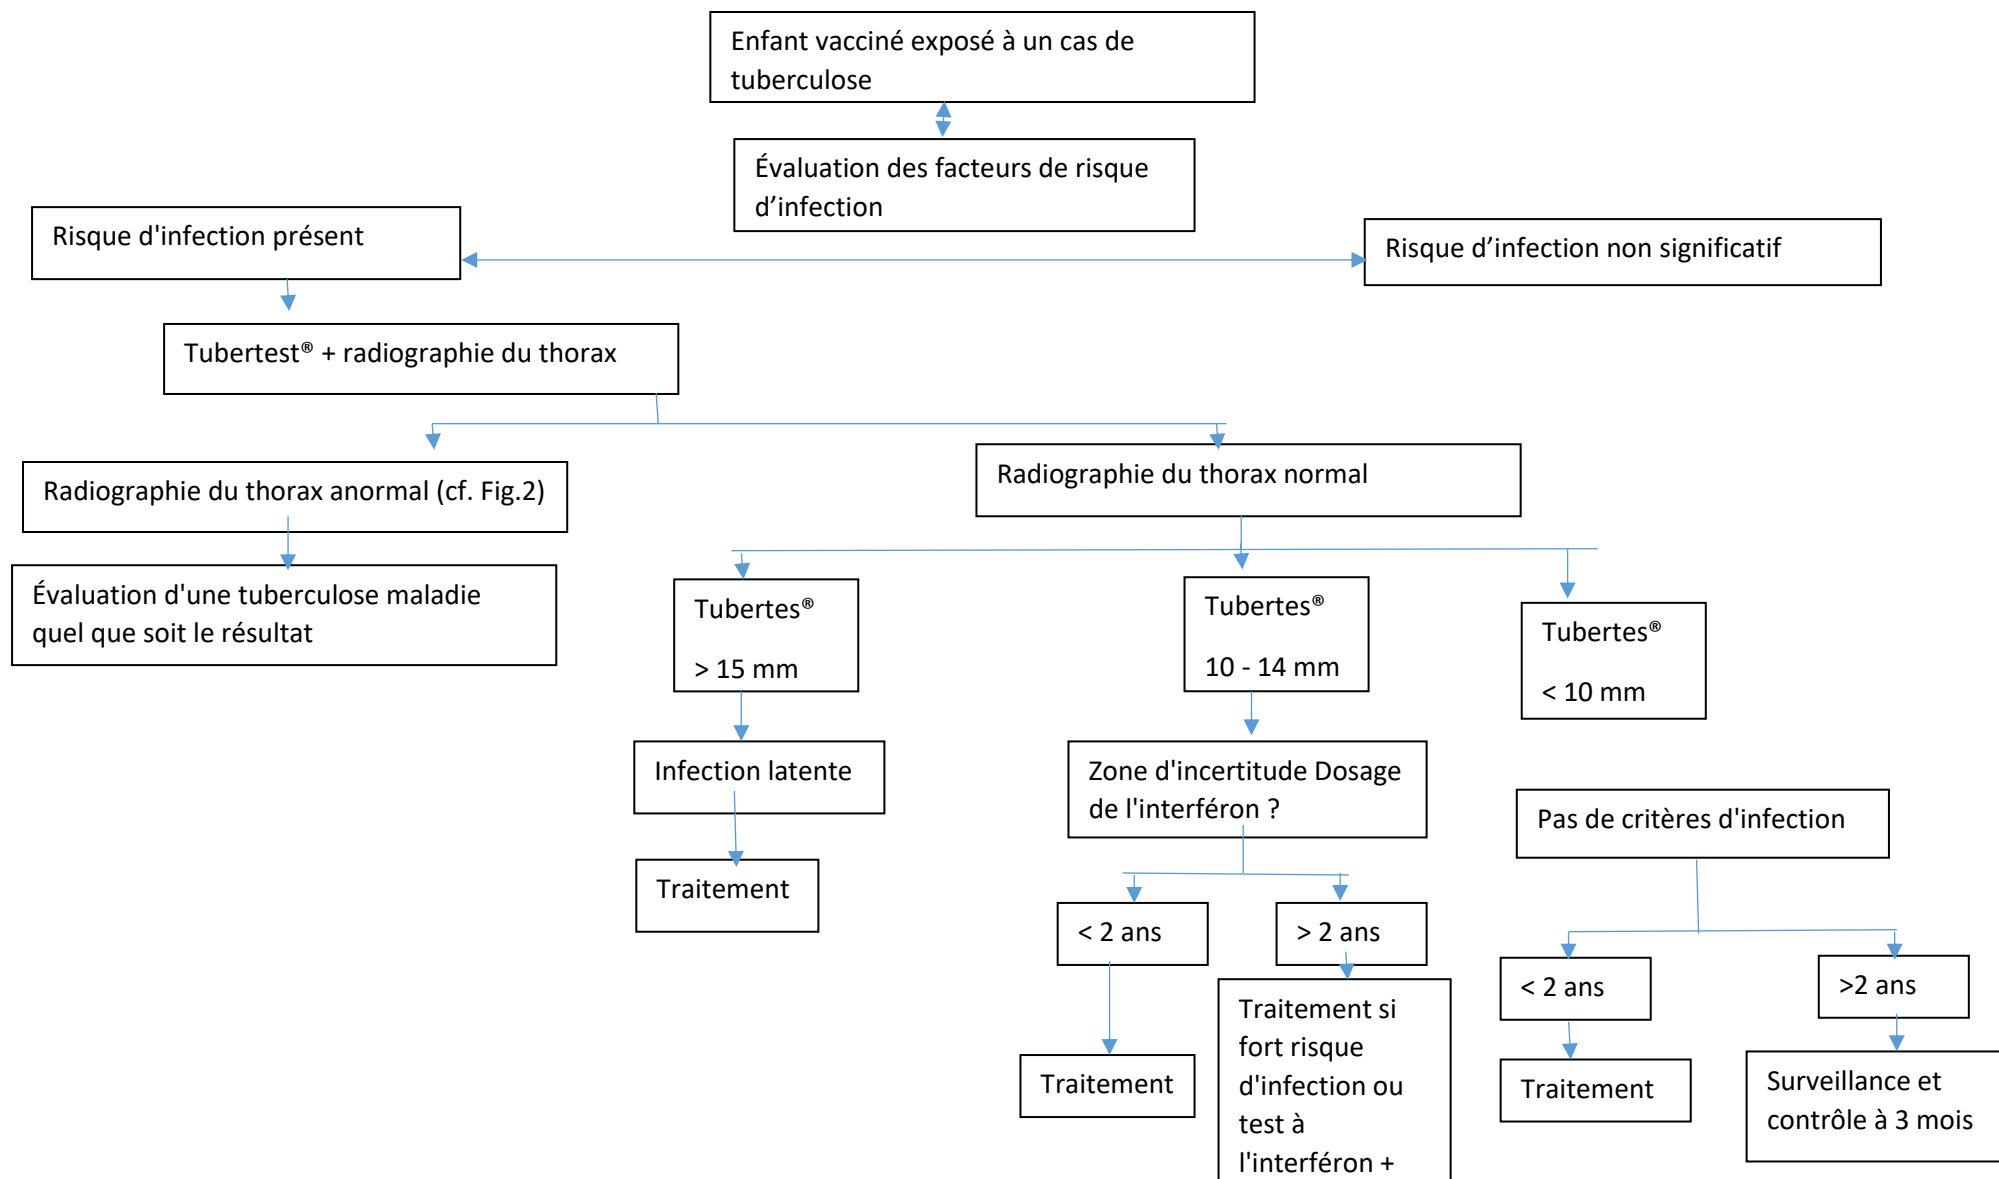 Enfant vacciné exposé à un cas de
tuberculose
Évaluation des facteurs de risque
d’infection
Risque d'infection présent
Risque d’infection non significatif
Tubertest® + radiographie du thorax
Radiographie du thorax anormal (cf. Fig.2)
Radiographie du thorax normal
Évaluation d'une tuberculose maladie
quel que soit le résultat
Tubertes®
> 15 mm
Tubertes®
10 - 14 mm
Tubertes®
< 10 mm
Infection latente
Zone d'incertitude Dosage
de l'interféron ?
Pas de critères d'infection
Traitement
< 2 ans
> 2 ans
< 2 ans
>2 ans
Traitement
Traitement si
fort risque
d'infection ou
test à
l'interféron +
Traitement
Surveillance et
contrôle à 3 mois